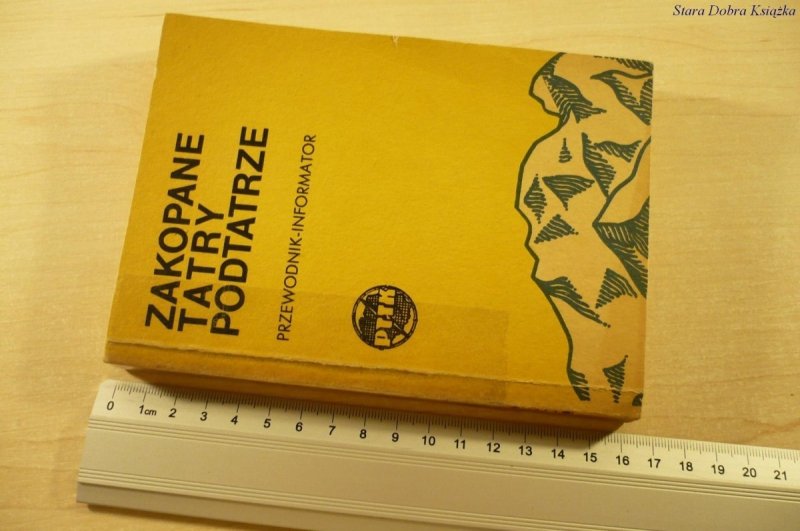 Stara Dobra Książka
ZAKOPANE
TATRY
PODTATRZE
PRZEWODNIK-INFORMATOR
PTTK
0 1cm 2 3 4 5 6 7 8 9 10 11 12 13 14 15 16 17 18 19 20 21